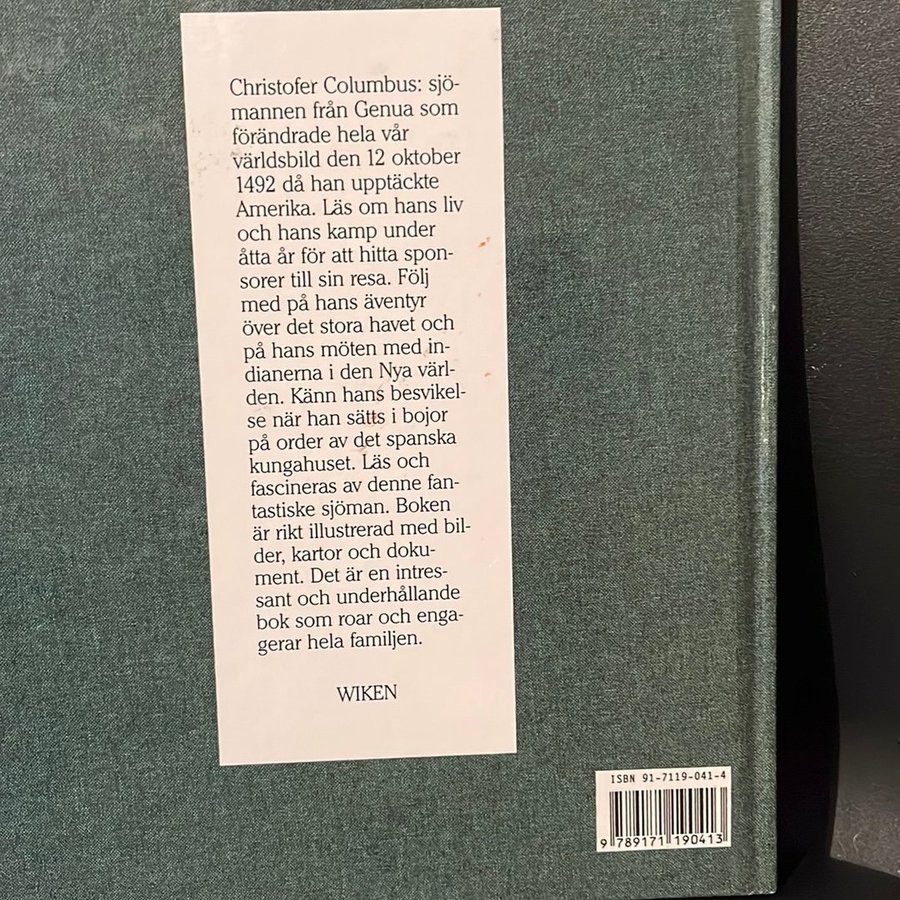 Christofer Columbus: sjö-
mannen från Genua som
förändrade hela vår
världsbild den 12 oktober
1492 då han upptäckte
Amerika. Läs om hans liv
och hans kamp under
åtta år för att hitta spon-
sorer till sin resa. Följ
med på hans äventyr
över det stora havet och
på hans möten med in-
dianerna i den Nya värl-
den. Känn hans besvikel-
se när han sätts i bojor
på order av det spanska
kungahuset. Läs och
fascineras av denne fan-
tastiske sjöman. Boken
är rikt illustrerad med bil-
der, kartor och doku-
ment. Det är en intres-
sant och underhållande
bok som roar och enga-
gerar hela familjen.
WIKEN
ISBN 91-7119-041-4
9 789171 190413